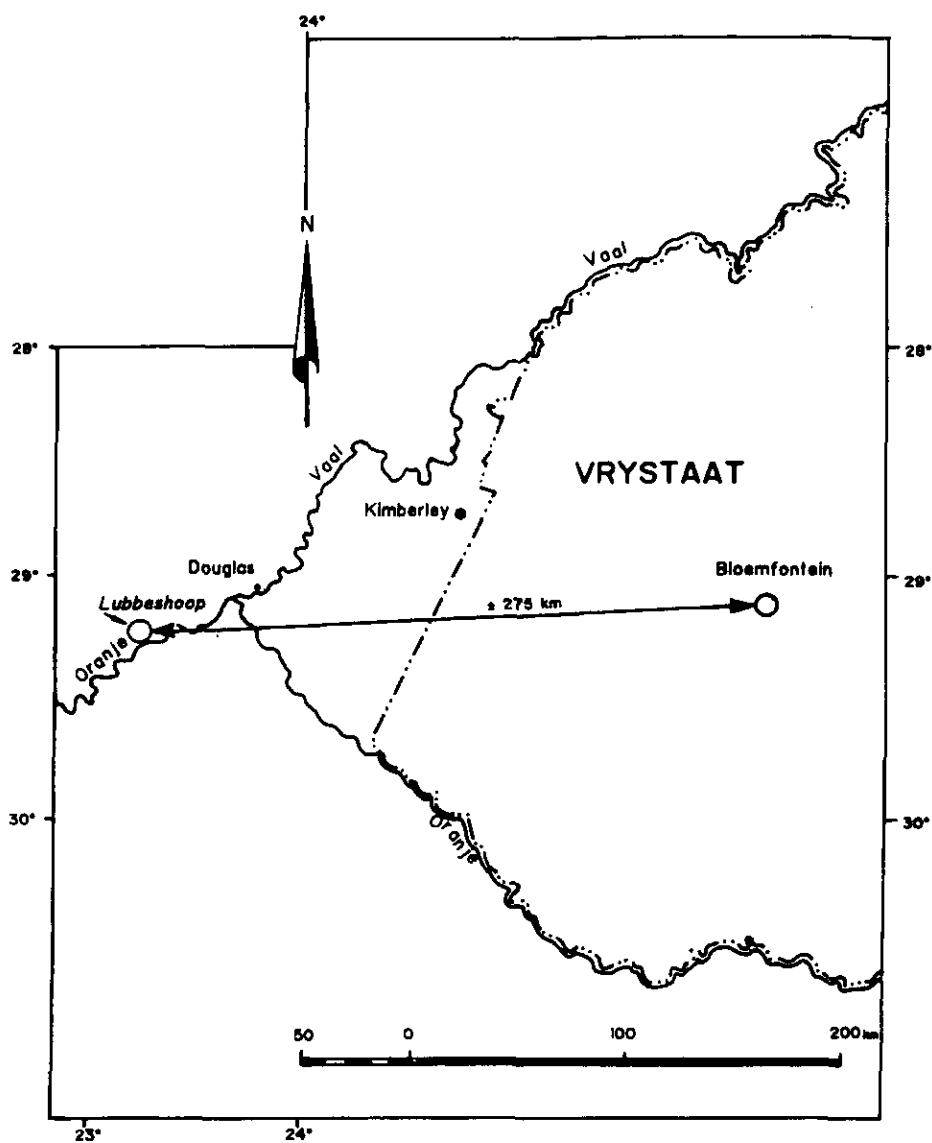 24°
N
Vaal
28°
28°
Vaal
VRYSTAAT
Kimberley
Douglas
29°
29°
Bloemfontein
Lubbeshoop
± 275 km
Oranje
30°
30°
Oranje
50 0 100 200 km
23° 24°